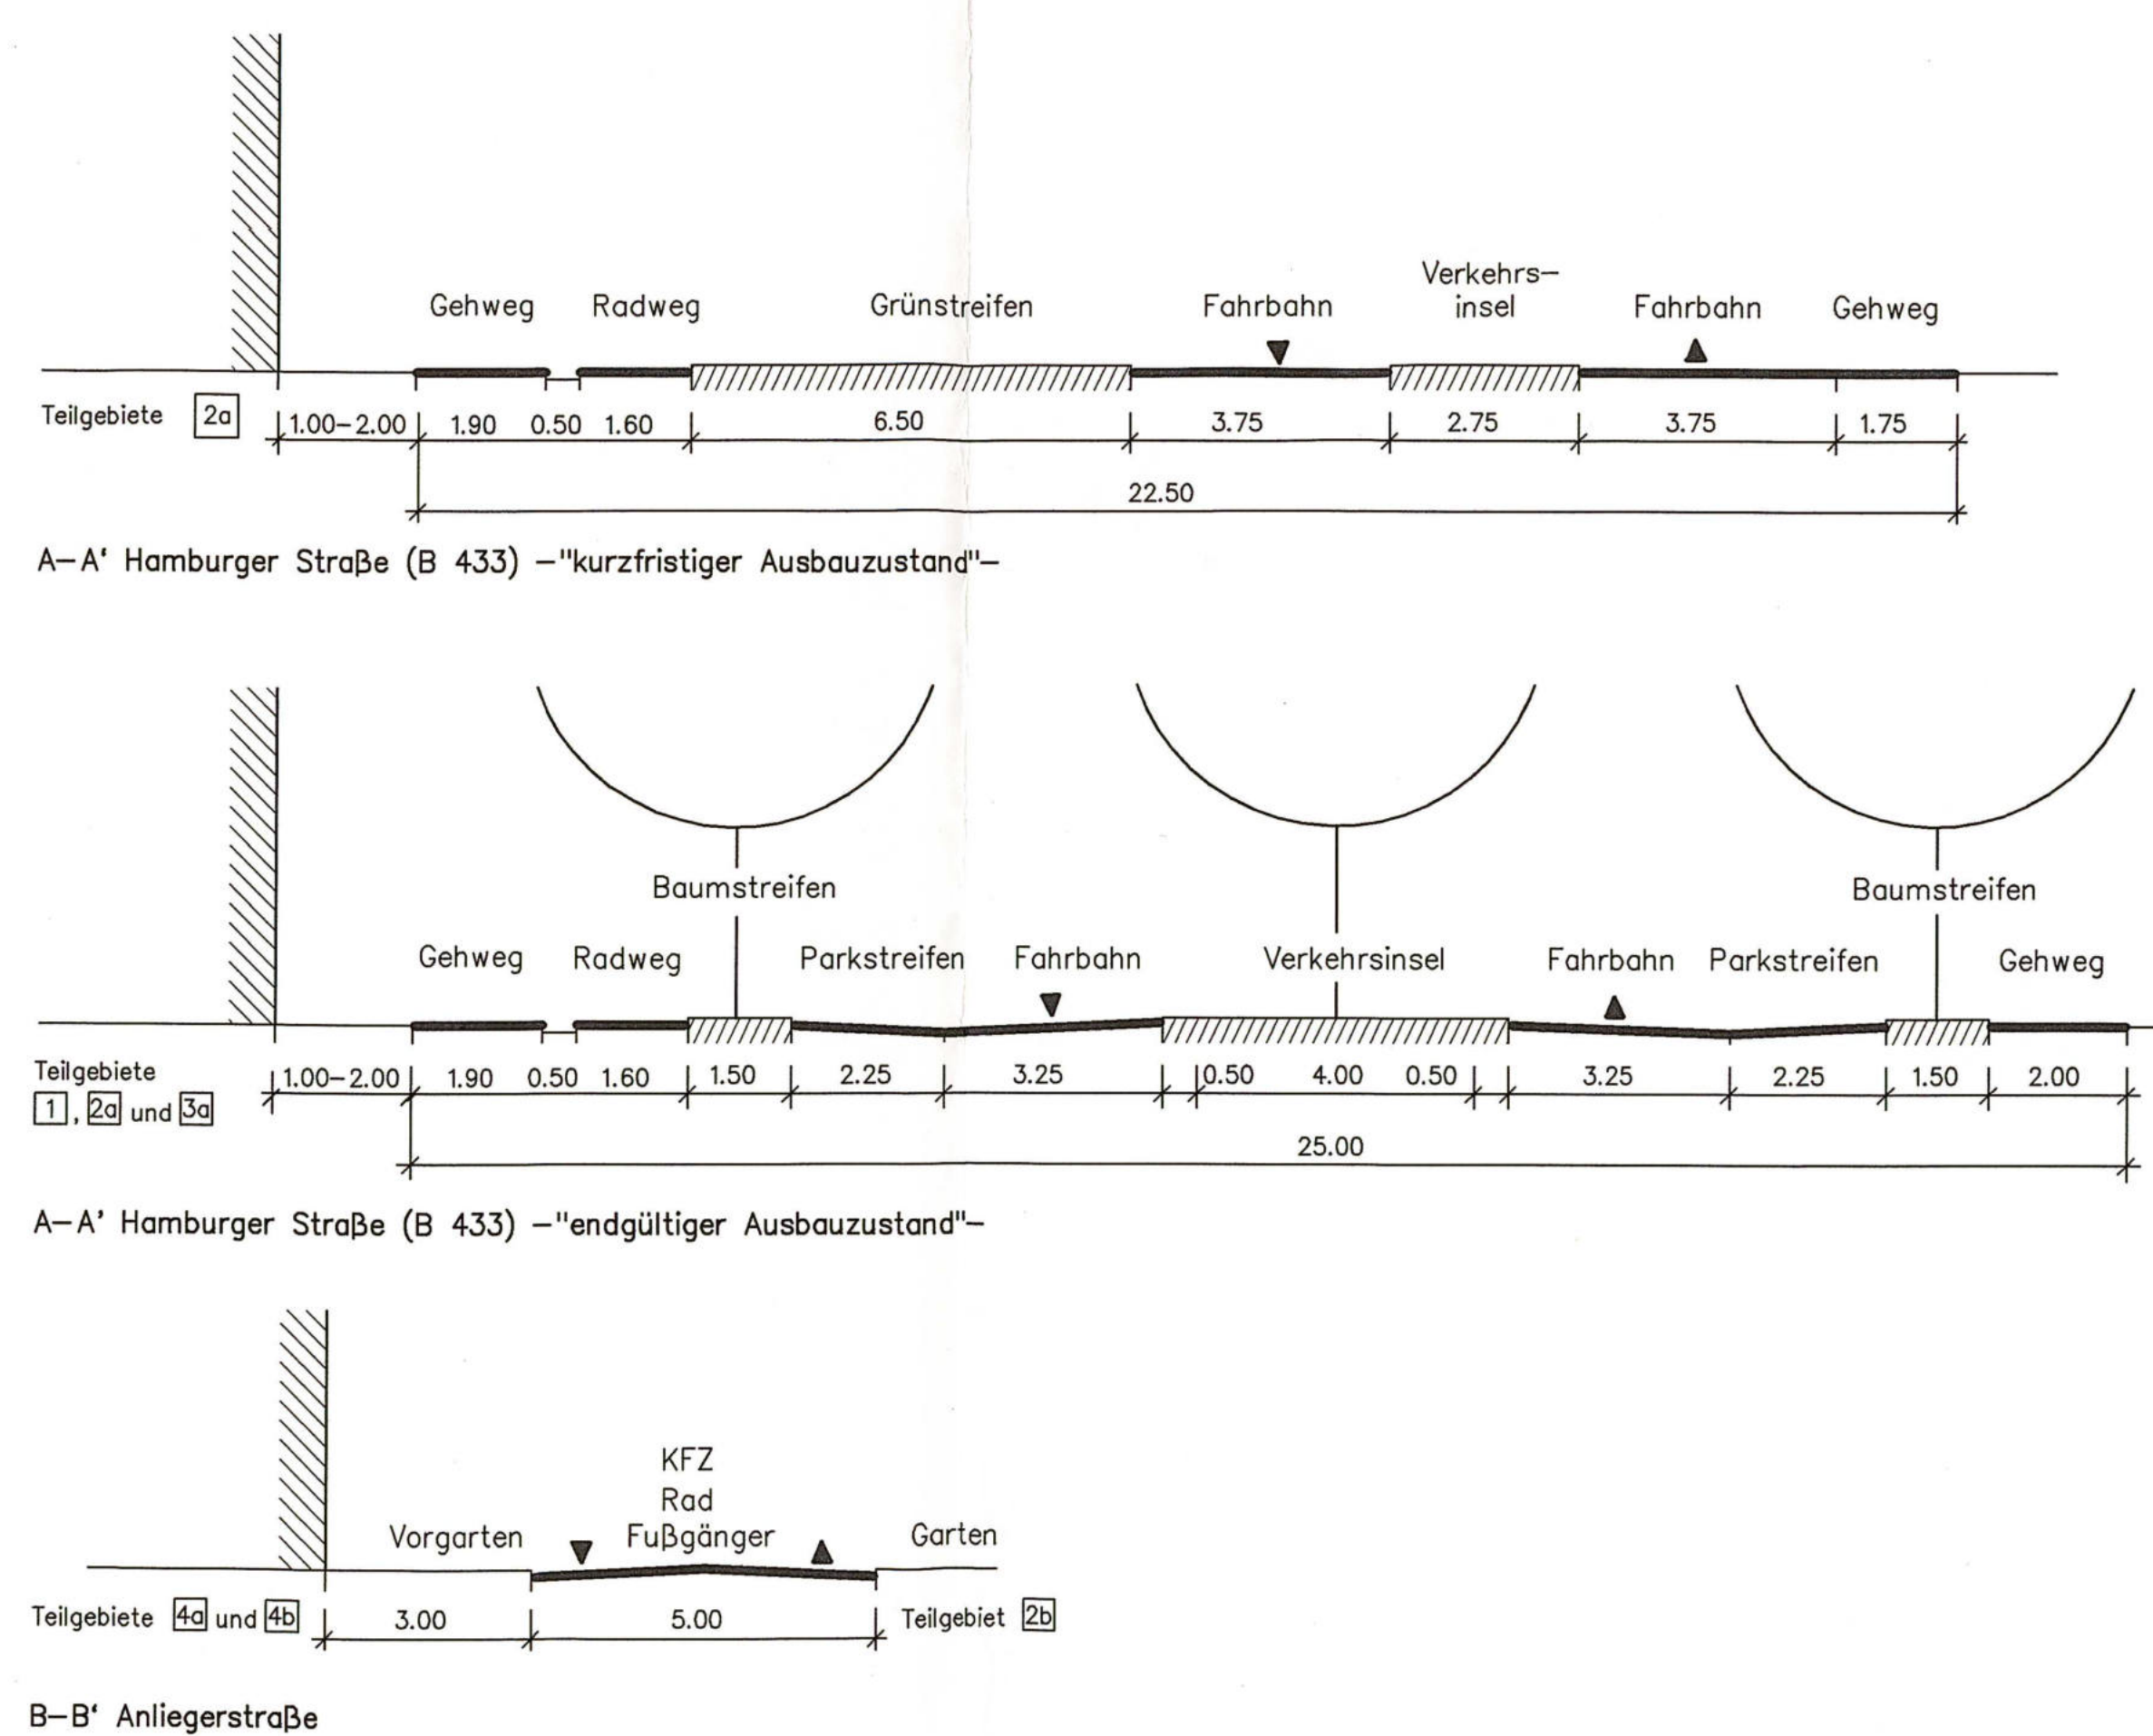 Verkehrs–
Gehweg Radweg Grünstreifen Fahrbahn insel Fahrbahn Gehweg
Teilgebiete 2a 1.00–2.00 1.90 0.50 1.60 6.50 3.75 2.75 3.75 1.75
22.50
A–A' Hamburger Straße (B 433) –"kurzfristiger Ausbauzustand"–
Baumstreifen Baumstreifen
Gehweg Radweg Parkstreifen Fahrbahn Verkehrsinsel Fahrbahn Parkstreifen Gehweg
Teilgebiete
1, 2a und 3a 1.00–2.00 1.90 0.50 1.60 1.50 2.25 3.25 0.50 4.00 0.50 3.25 2.25 1.50 2.00
25.00
A–A' Hamburger Straße (B 433) –"endgültiger Ausbauzustand"–
KFZ
Rad
Vorgarten Fußgänger Garten
Teilgebiete 4a und 4b 3.00 5.00 Teilgebiet 2b
B–B' Anliegerstraße